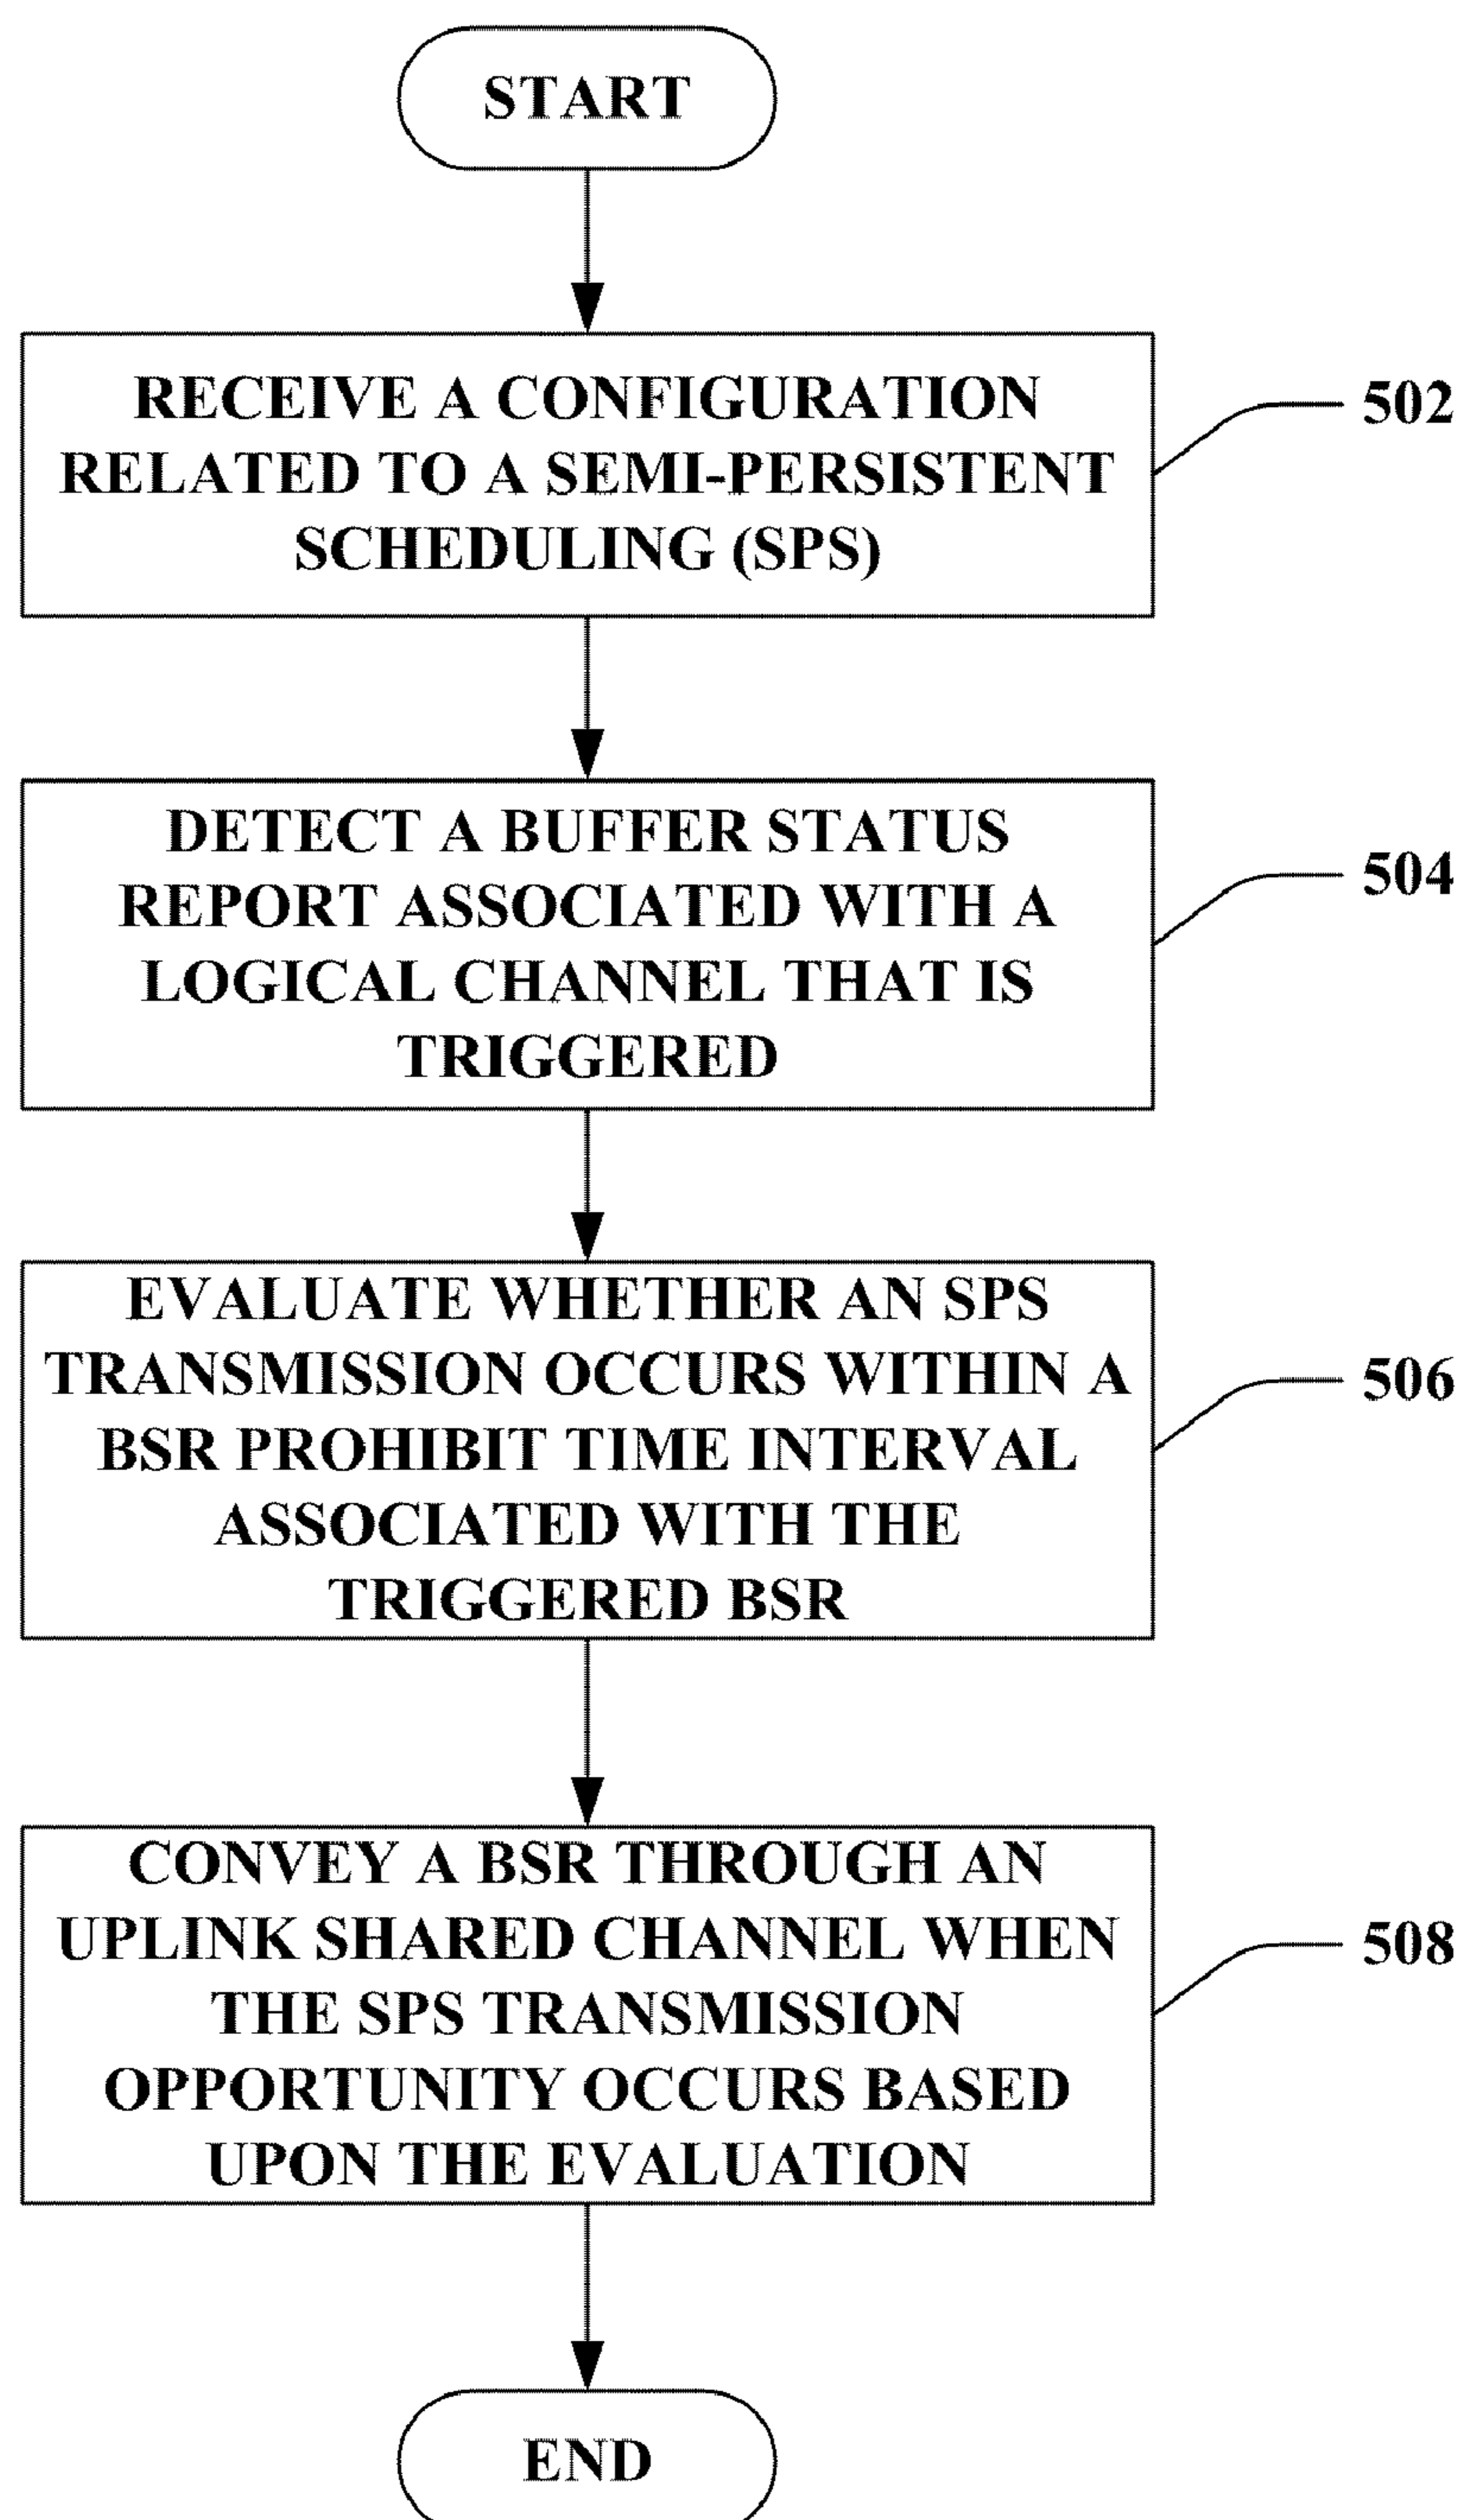 START
RECEIVE A CONFIGURATION
RELATED TO A SEMI-PERSISTENT
SCHEDULING (SPS)
502
DETECT A BUFFER STATUS
REPORT ASSOCIATED WITH A
LOGICAL CHANNEL THAT IS
TRIGGERED
504
EVALUATE WHETHER AN SPS
TRANSMISSION OCCURS WITHIN A
BSR PROHIBIT TIME INTERVAL
ASSOCIATED WITH THE
TRIGGERED BSR
506
CONVEY A BSR THROUGH AN
UPLINK SHARED CHANNEL WHEN
THE SPS TRANSMISSION
OPPORTUNITY OCCURS BASED
UPON THE EVALUATION
508
END